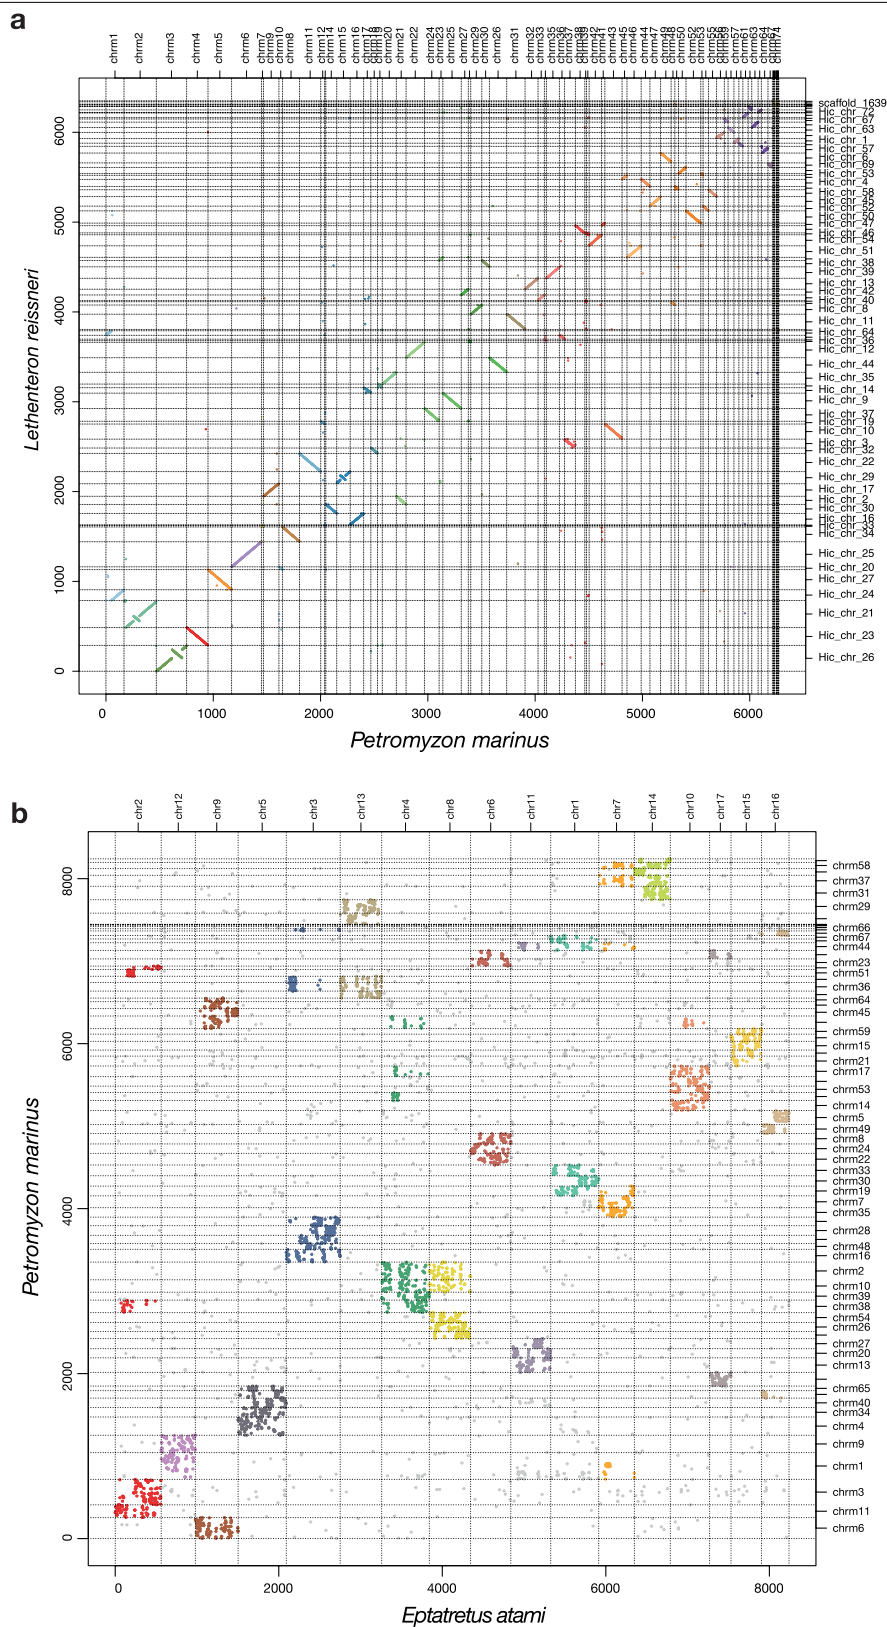 a
chrm1
chrm2
chrm3
chrm4
chrm5
chrm6
chrm7
chrm9
chrm10
chrm8
chrm11
chrm12
chrm14
chrm15
chrm16
chrm20
chrm21
chrm22
chrm24
chrm23
chrm25
chrm27
chrm29
chrm30
chrm26
chrm31
chrm32
chrm33
chrm35
chrm36
chrm37
chrm42
chrm41
chrm43
chrm45
chrm46
chrm44
chrm47
chrm49
chrm48
chrm50
chrm52
chrm53
chrm55
chrm57
chrm61
chrm63
scaffold_1639
Hic_chr_72
Hic_chr_67
Hic_chr_63
Hic_chr_1
Hic_chr_57
Hic_chr_6
Hic_chr_69
Hic_chr_53
Hic_chr_4
Hic_chr_58
Hic_chr_45
Hic_chr_52
Hic_chr_50
Hic_chr_47
Hic_chr_46
Hic_chr_54
Hic_chr_51
Hic_chr_38
Hic_chr_39
Hic_chr_13
Hic_chr_42
Hic_chr_40
Hic_chr_8
Hic_chr_11
Hic_chr_64
Hic_chr_36
Hic_chr_12
Hic_chr_44
Hic_chr_35
Hic_chr_14
Hic_chr_9
Hic_chr_37
Hic_chr_19
Hic_chr_10
Hic_chr_3
Hic_chr_32
Hic_chr_22
Hic_chr_29
Hic_chr_17
Hic_chr_2
Hic_chr_30
Hic_chr_16
Hic_chr_33
Hic_chr_34
Hic_chr_25
Hic_chr_20
Hic_chr_27
Hic_chr_24
Hic_chr_21
Hic_chr_23
Hic_chr_26
6000
5000
4000
3000
2000
1000
0
Lethenteron reissneri
0 1000 2000 3000 4000 5000 6000
Petromyzon marinus
b
chr2
chr12
chr9
chr5
chr3
chr13
chr4
chr8
chr6
chr11
chr1
chr7
chr14
chr10
chr17
chr15
chr16
chrm58
chrm37
chrm31
chrm29
chrm66
chrm67
chrm44
chrm23
chrm51
chrm36
chrm64
chrm45
chrm59
chrm15
chrm21
chrm17
chrm53
chrm14
chrm5
chrm49
chrm8
chrm24
chrm22
chrm33
chrm30
chrm19
chrm7
chrm35
chrm28
chrm48
chrm16
chrm2
chrm10
chrm39
chrm38
chrm54
chrm26
chrm27
chrm20
chrm13
chrm65
chrm40
chrm34
chrm4
chrm9
chrm1
chrm3
chrm11
chrm6
8000
6000
4000
2000
0
Petromyzon marinus
0 2000 4000 6000 8000
Eptatretus atami